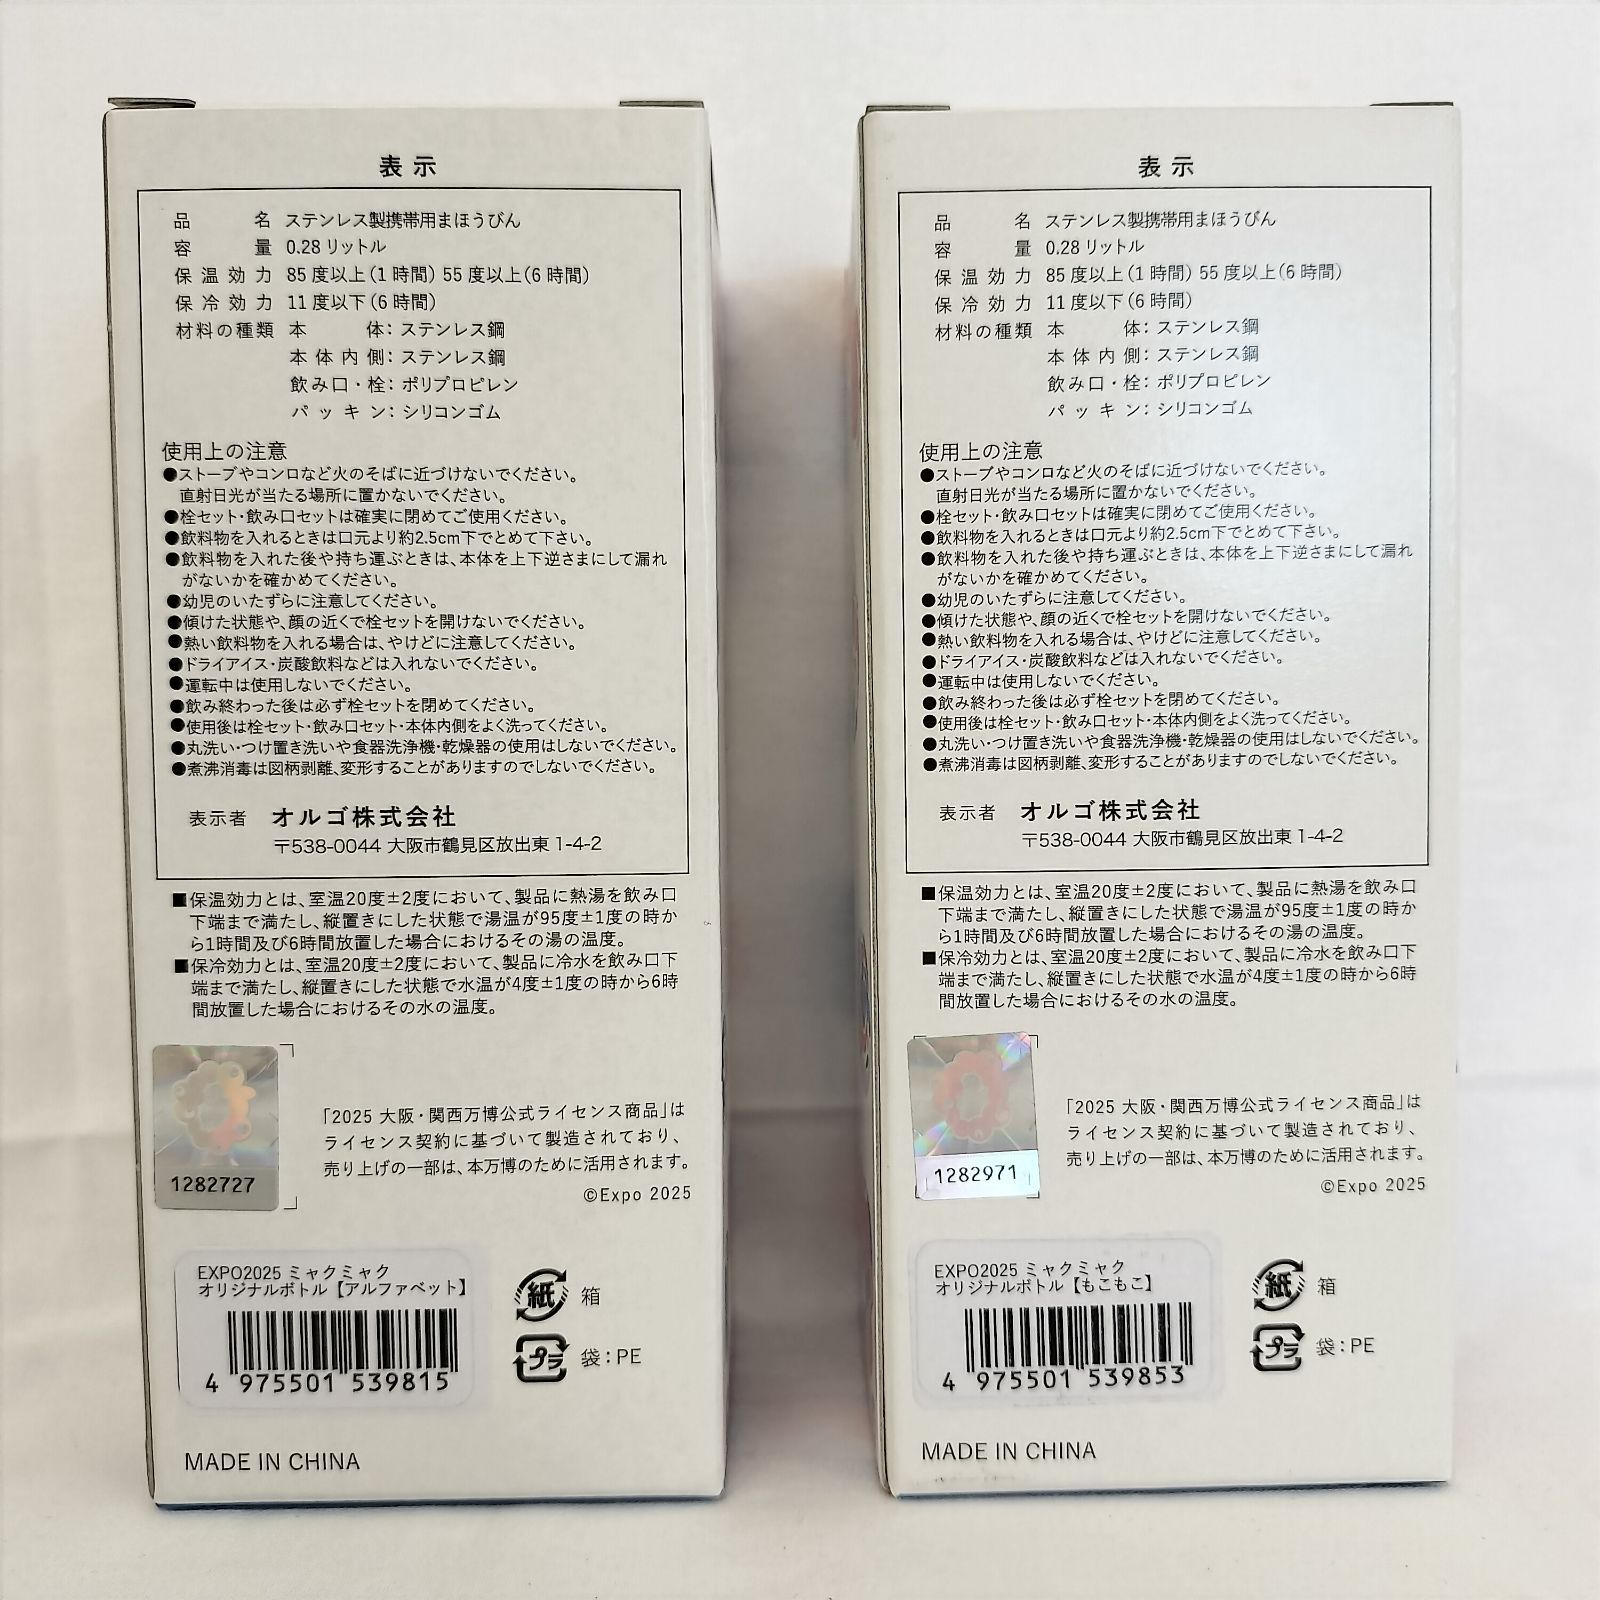 表示
品名 ステンレス製携帯用まほうびん
容量 0.28リットル
保温効力 85度以上(1時間) 55度以上(6時間)
保冷効力 11度以下(6時間)
材料の種類 本体：ステンレス鋼
本体内側：ステンレス鋼
飲み口・栓：ポリプロピレン
パッキン：シリコンゴム
使用上の注意
●ストーブやコンロなど火のそばに近づけないでください。
直射日光が当たる場所に置かないでください。
●栓セット・飲み口セットは確実に閉めてご使用ください。
●飲料物を入れるときは口元より約2.5cm下でとめて下さい。
●飲料物を入れた後や持ち運ぶときは、本体を上下逆さまにして漏れ
がないかを確かめてください。
●幼児のいたずらに注意してください。
●傾けた状態や、顔の近くで栓セットを開けないでください。
●熱い飲料物を入れる場合は、やけどに注意してください。
●ドライアイス・炭酸飲料などは入れないでください。
●運転中は使用しないでください。
●飲み終わった後は必ず栓セットを閉めてください。
●使用後は栓セット・飲み口セット・本体内側をよく洗ってください。
●丸洗い・つけ置き洗いや食器洗浄機・乾燥器の使用はしないでください。
●煮沸消毒は図柄剥離、変形することがありますのでしないでください。
表示者 オルゴ株式会社
〒538-0044 大阪市鶴見区放出東1-4-2
■保温効力とは、室温20度±2度において、製品に熱湯を飲み口
下端まで満たし、縦置きにした状態で湯温が95度±1度の時か
ら1時間及び6時間放置した場合におけるその湯の温度。
■保冷効力とは、室温20度±2度において、製品に冷水を飲み口下
端まで満たし、縦置きにした状態で水温が4度±1度の時から6時
間放置した場合におけるその水の温度。
「2025 大阪・関西万博公式ライセンス商品」は
ライセンス契約に基づいて製造されており、
売り上げの一部は、本万博のために活用されます。
©Expo 2025
1282727
EXPO2025 ミャクミャク
オリジナルボトル【アルファベット】
4 975501 539815
紙 箱
プラ 袋：PE
MADE IN CHINA
表示
品名 ステンレス製携帯用まほうびん
容量 0.28リットル
保温効力 85度以上(1時間) 55度以上(6時間)
保冷効力 11度以下(6時間)
材料の種類 本体：ステンレス鋼
本体内側：ステンレス鋼
飲み口・栓：ポリプロピレン
パッキン：シリコンゴム
使用上の注意
●ストーブやコンロなど火のそばに近づけないでください。
直射日光が当たる場所に置かないでください。
●栓セット・飲み口セットは確実に閉めてご使用ください。
●飲料物を入れるときは口元より約2.5cm下でとめて下さい。
●飲料物を入れた後や持ち運ぶときは、本体を上下逆さまにして漏れ
がないかを確かめてください。
●幼児のいたずらに注意してください。
●傾けた状態や、顔の近くで栓セットを開けないでください。
●熱い飲料物を入れる場合は、やけどに注意してください。
●ドライアイス・炭酸飲料などは入れないでください。
●運転中は使用しないでください。
●飲み終わった後は必ず栓セットを閉めてください。
●使用後は栓セット・飲み口セット・本体内側をよく洗ってください。
●丸洗い・つけ置き洗いや食器洗浄機・乾燥器の使用はしないでください。
●煮沸消毒は図柄剥離、変形することがありますのでしないでください。
表示者 オルゴ株式会社
〒538-0044 大阪市鶴見区放出東1-4-2
■保温効力とは、室温20度±2度において、製品に熱湯を飲み口
下端まで満たし、縦置きにした状態で湯温が95度±1度の時か
ら1時間及び6時間放置した場合におけるその湯の温度。
■保冷効力とは、室温20度±2度において、製品に冷水を飲み口下
端まで満たし、縦置きにした状態で水温が4度±1度の時から6時
間放置した場合におけるその水の温度。
「2025 大阪・関西万博公式ライセンス商品」は
ライセンス契約に基づいて製造されており、
売り上げの一部は、本万博のために活用されます。
©Expo 2025
1282971
EXPO2025 ミャクミャク
オリジナルボトル【もこもこ】
4 975501 539853
紙 箱
プラ 袋：PE
MADE IN CHINA